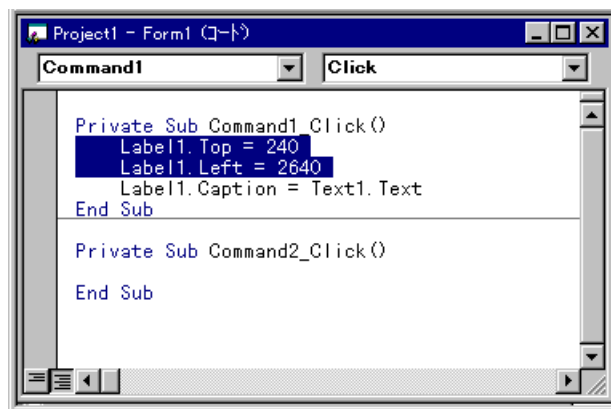 Project1 - Form1 (コード)
Command1 Click
Private Sub Command1_Click()
Label1.Top = 240
Label1.Left = 2640
Label1.Caption = Text1.Text
End Sub
Private Sub Command2_Click()
End Sub